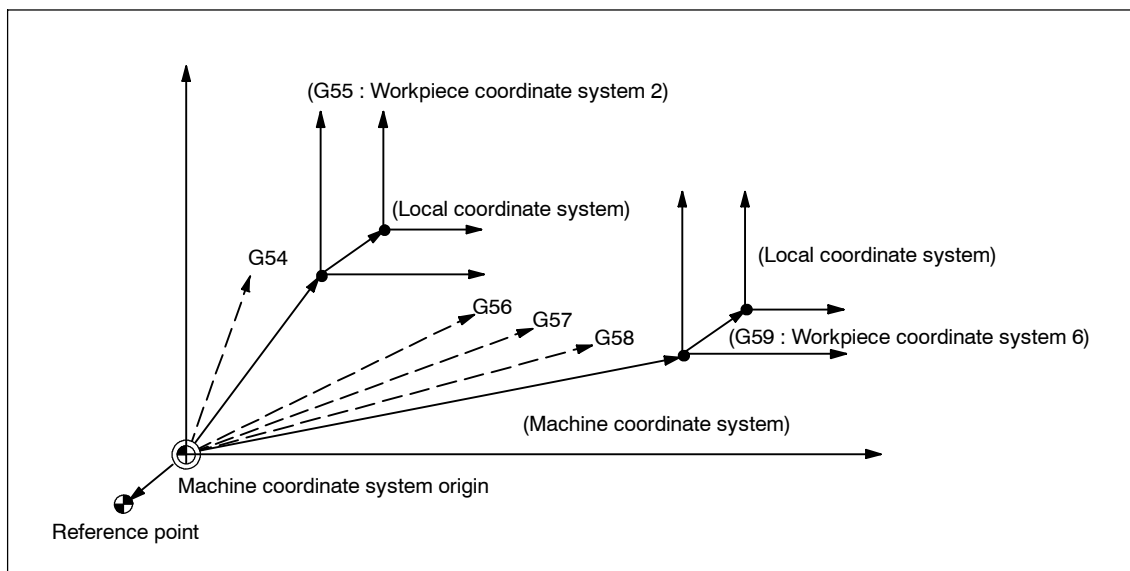 (G55 : Workpiece coordinate system 2)
(Local coordinate system)
G54
(Local coordinate system)
G56
G57
G58
(G59 : Workpiece coordinate system 6)
(Machine coordinate system)
Machine coordinate system origin
Reference point